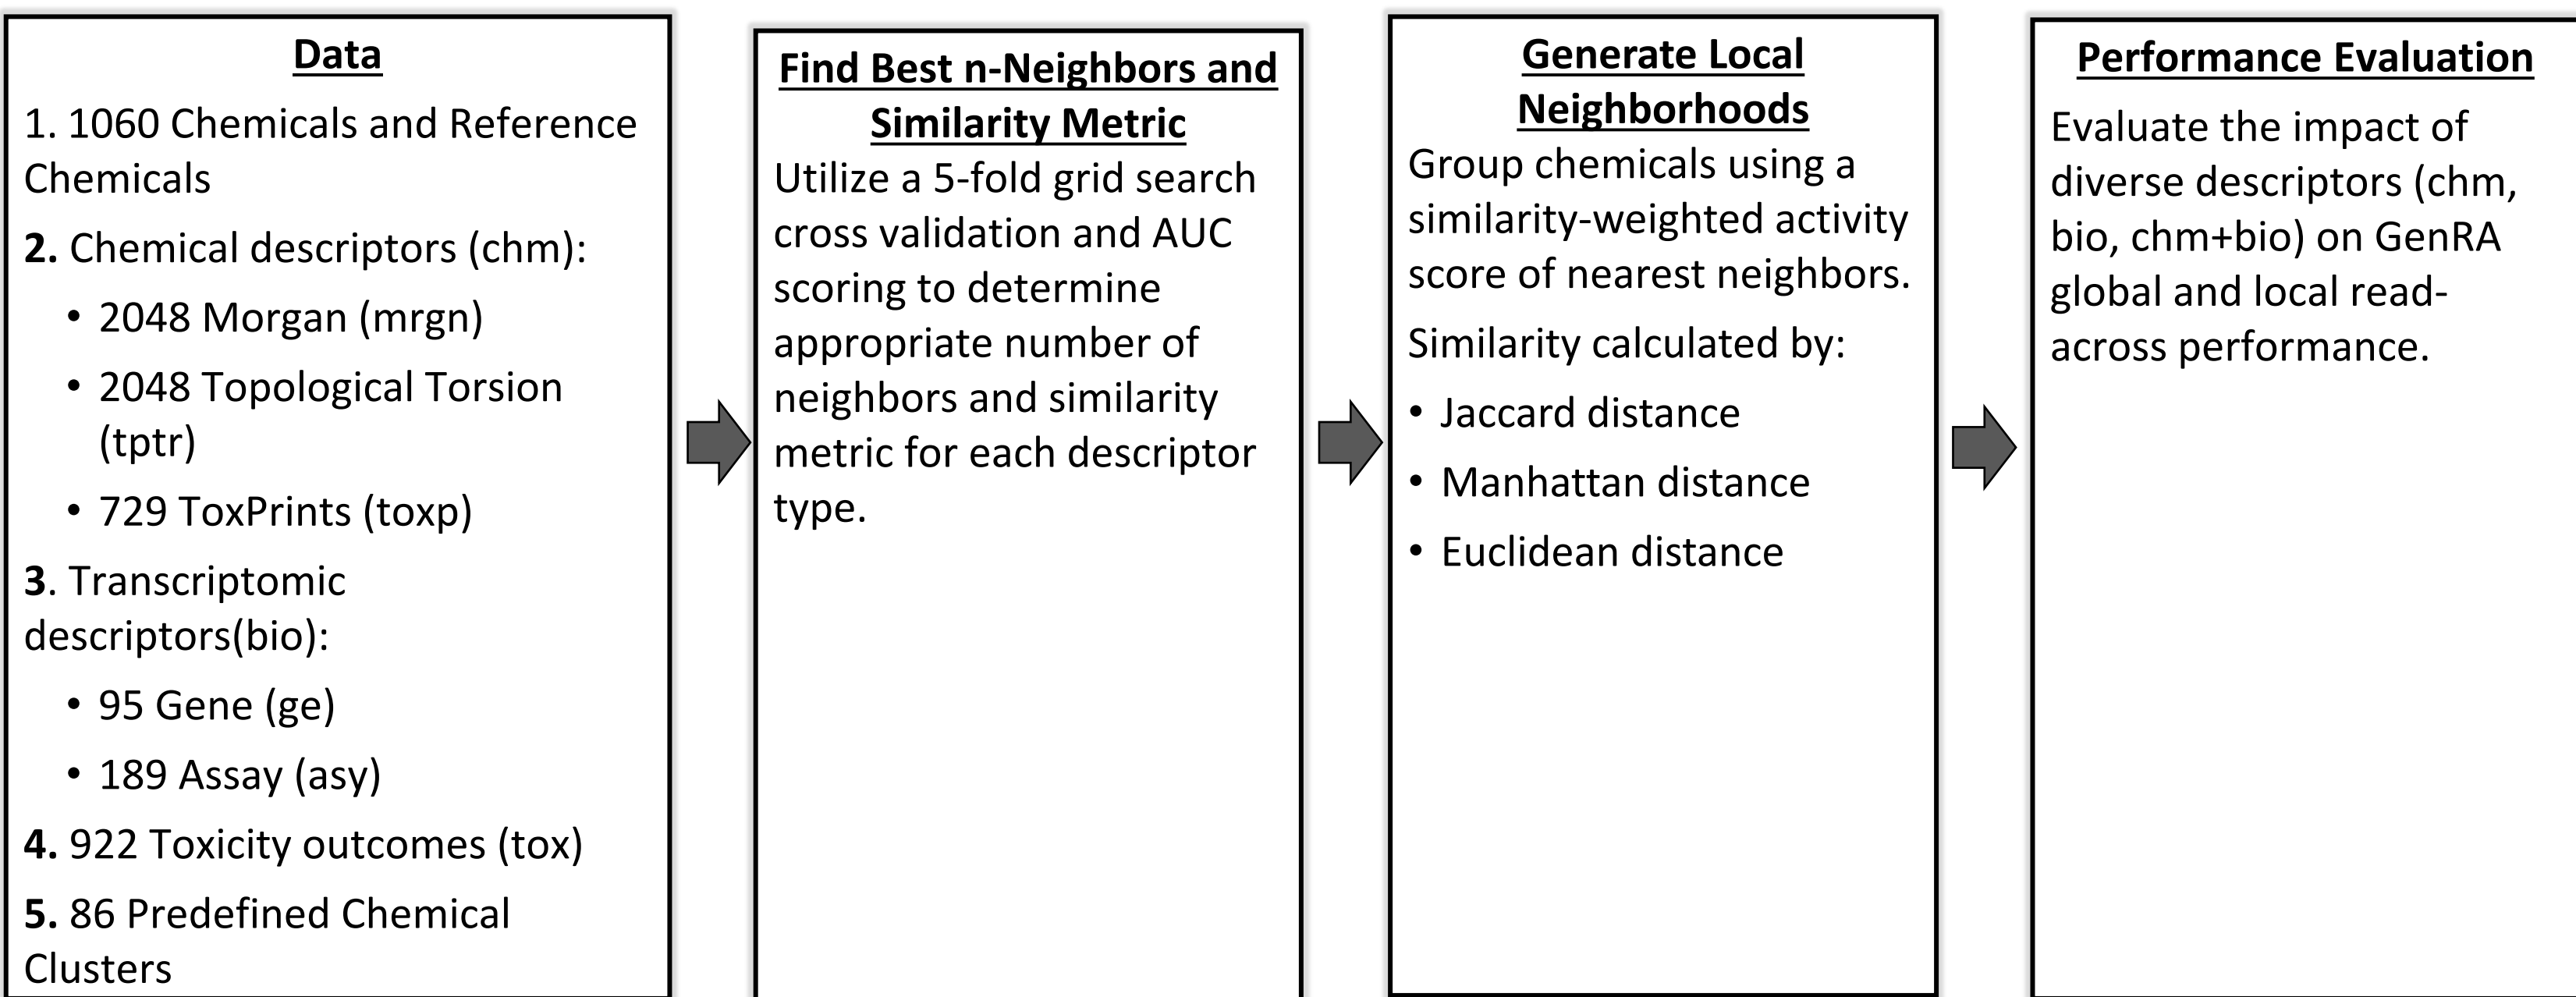 Data
1. 1060 Chemicals and Reference
Chemicals
2. Chemical descriptors (chm):
• 2048 Morgan (mrgn)
• 2048 Topological Torsion
(tptr)
• 729 ToxPrints (toxp)
3. Transcriptomic
descriptors(bio):
• 95 Gene (ge)
• 189 Assay (asy)
4. 922 Toxicity outcomes (tox)
5. 86 Predefined Chemical
Clusters
Find Best n-Neighbors and
Similarity Metric
Utilize a 5-fold grid search
cross validation and AUC
scoring to determine
appropriate number of
neighbors and similarity
metric for each descriptor
type.
Generate Local
Neighborhoods
Group chemicals using a
similarity-weighted activity
score of nearest neighbors.
Similarity calculated by:
• Jaccard distance
• Manhattan distance
• Euclidean distance
Performance Evaluation
Evaluate the impact of
diverse descriptors (chm,
bio, chm+bio) on GenRA
global and local read-
across performance.